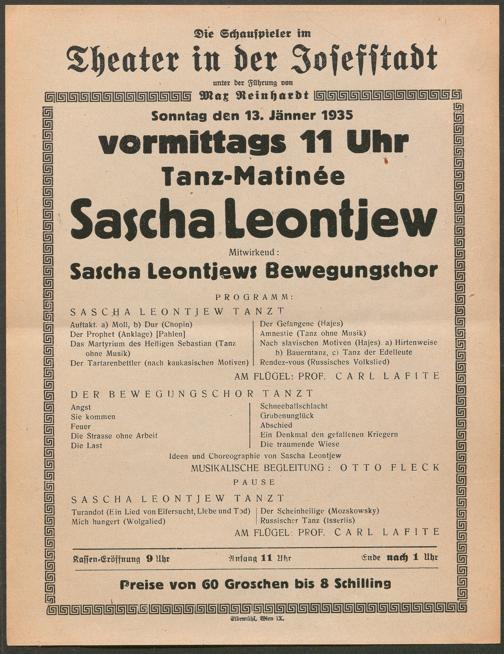 Die Schauspieler im
Theater in der Josefstadt
unter der Führung von
Max Reinhardt
Sonntag den 13. Jänner 1935
vormittags 11 Uhr
Tanz-Matinée
Sascha Leontjew
Mitwirkend:
Sascha Leontjews Bewegungschor
PROGRAMM:
SASCHA LEONTJEW TANZT
Auftakt. a) Moll, b) Dur (Chopin)
Der Prophet (Anklage) [Pahlen]
Das Martyrium des Heiligen Sebastian (Tanz
ohne Musik)
Der Tartarenbettler (nach kaukasischen Motiven)
Der Gefangene (Hajes)
Amnestie (Tanz ohne Musik)
Nach slavischen Motiven (Hajes) a) Hirtenweise
b) Bauerntanz, c) Tanz der Edelleute
Rendez-vous (Russisches Volkslied)
AM FLÜGEL: PROF. CARL LAFITE
DER BEWEGUNGSCHOR TANZT
Angst
Sie kommen
Feuer
Die Strasse ohne Arbeit
Die Last
Schneeballschlacht
Grubenunglück
Abschied
Ein Denkmal den gefallenen Kriegern
Die träumende Wiese
Ideen und Choreographie von Sascha Leontjew
MUSIKALISCHE BEGLEITUNG: OTTO FLECK
PAUSE
SASCHA LEONTJEW TANZT
Turandot (Ein Lied von Eifersucht, Liebe und Tod)
Mich hungert (Wolgalied)
Der Scheinheilige (Mozskowsky)
Russischer Tanz (Isserlis)
AM FLÜGEL: PROF. CARL LAFITE
Kassen-Eröffnung 9 Uhr Anfang 11 Uhr Ende nach 1 Uhr
Preise von 60 Groschen bis 8 Schilling
Elbemühl, Wien IX.